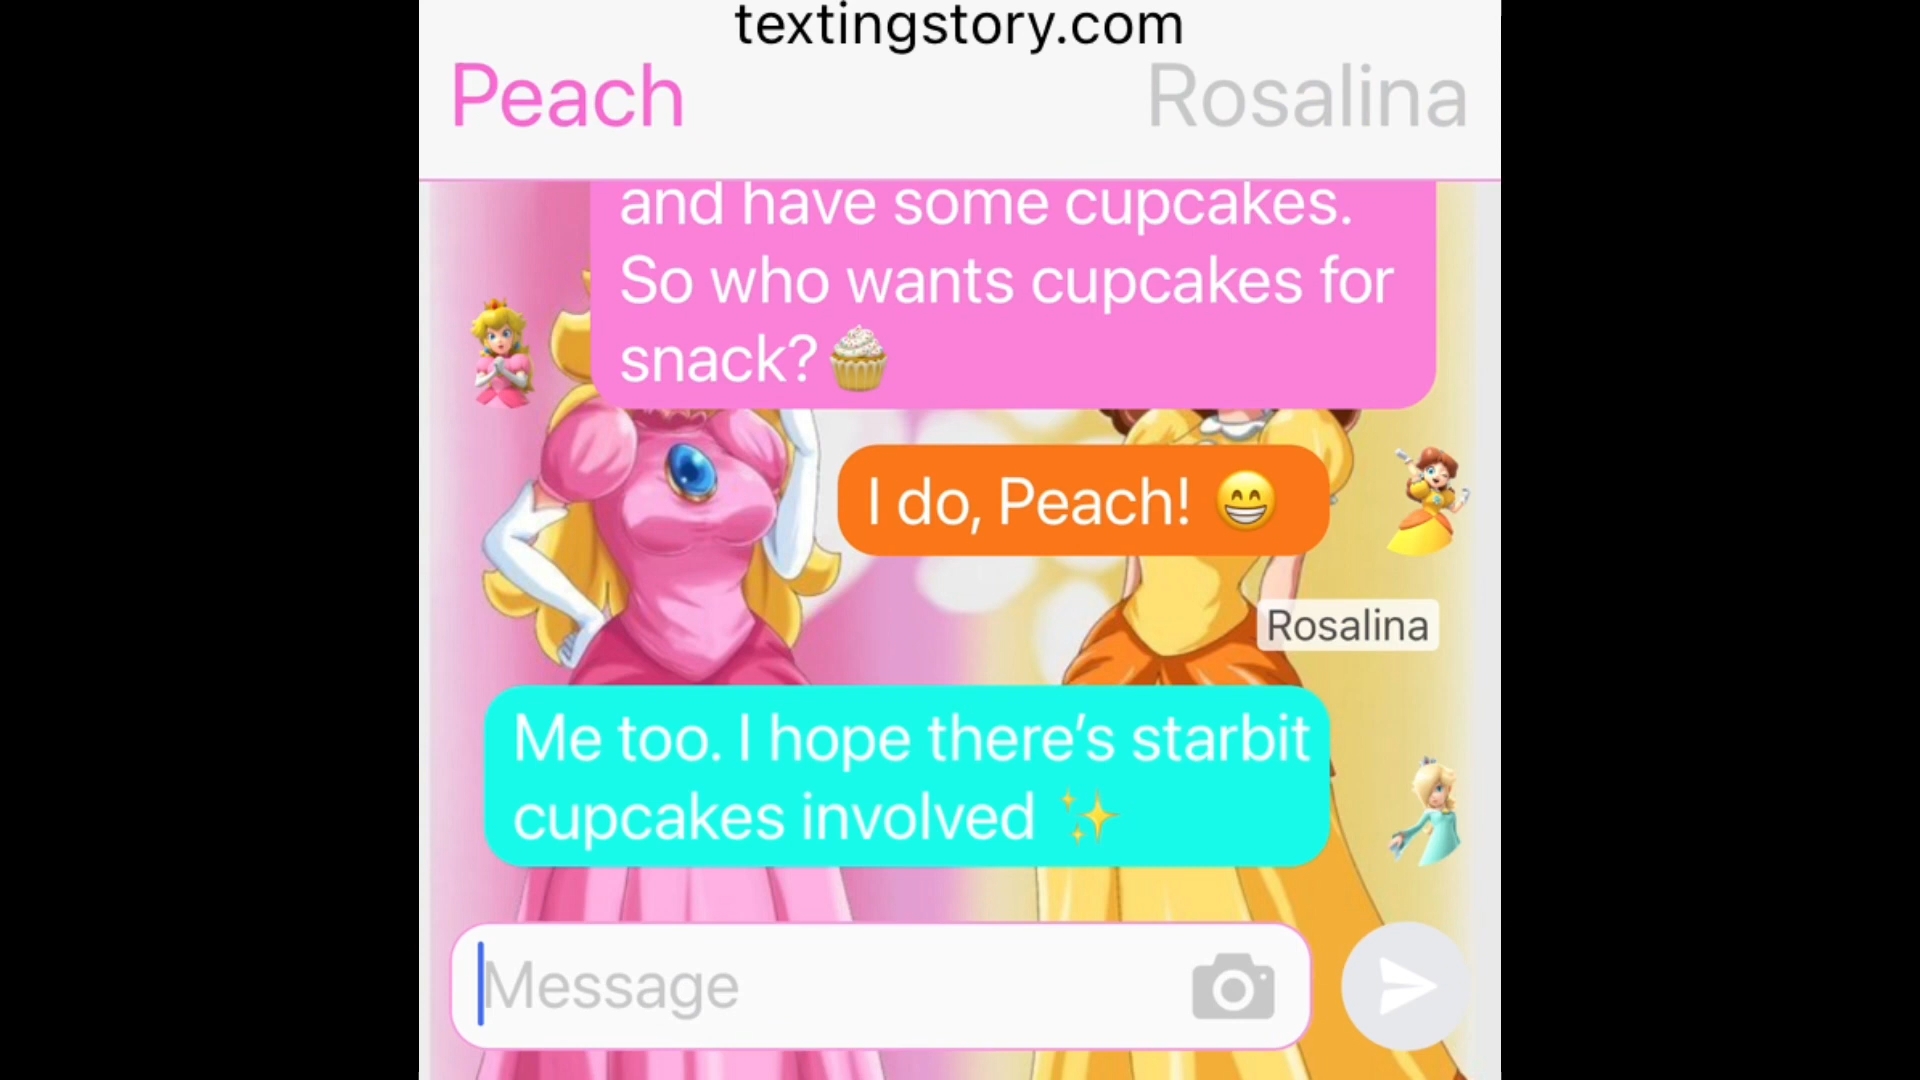 textingstory.com
Peach
Rosalina
and have some cupcakes.
So who wants cupcakes for
snack?🧁
I do, Peach! 😁
Rosalina
Me too. I hope there’s starbit
cupcakes involved ✨
Message